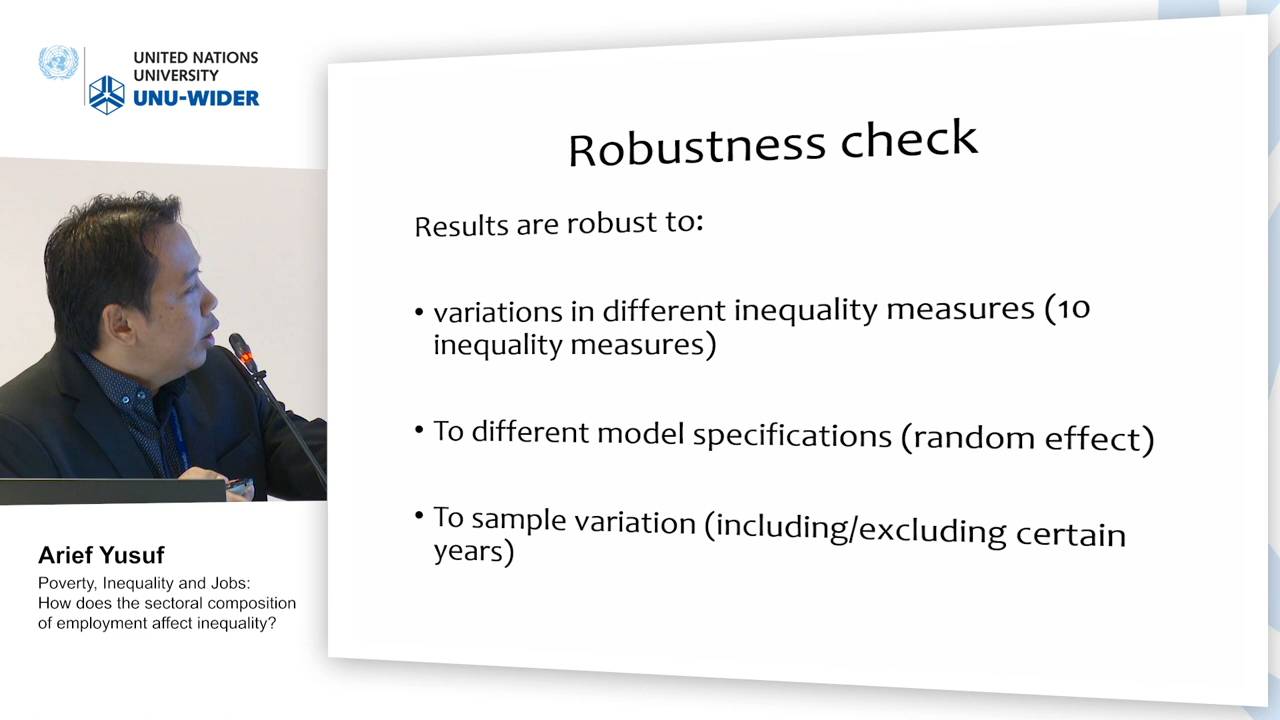 UNITED NATIONS
UNIVERSITY
UNU-WIDER
Arief Yusuf
Poverty, Inequality and Jobs:
How does the sectoral composition
of employment affect inequality?
Robustness check
Results are robust to:
• variations in different inequality measures (10
inequality measures)
• To different model specifications (random effect)
• To sample variation (including/excluding certain
years)